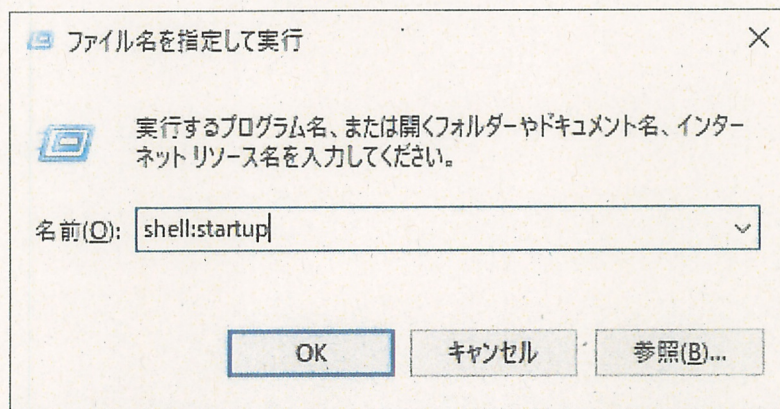 ファイル名を指定して実行
実行するプログラム名、または開くフォルダーやドキュメント名、インター
ネット リソース名を入力してください。
名前(O): shell:startup
OK キャンセル 参照(B)...